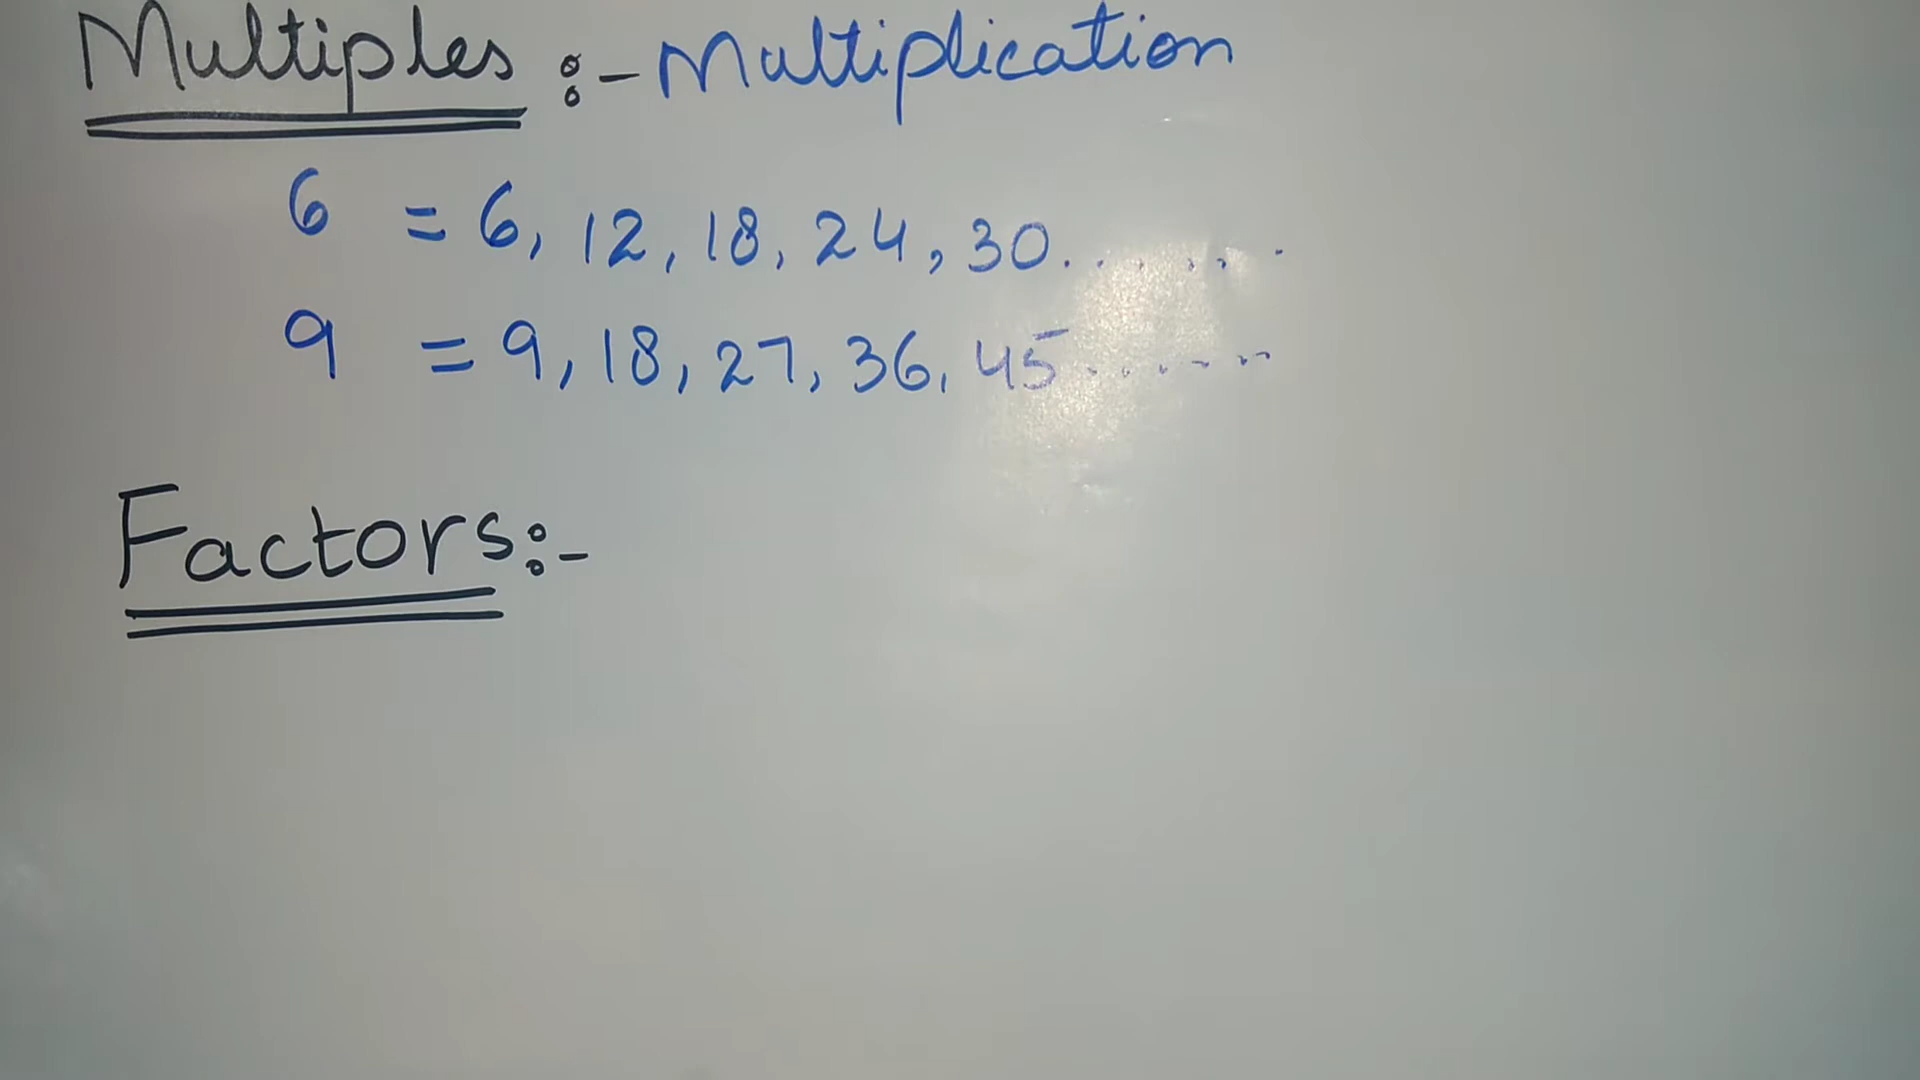 Multiples :- Multiplication
6 = 6, 12, 18, 24, 30.......
9 = 9, 18, 27, 36, 45.......
Factors:-